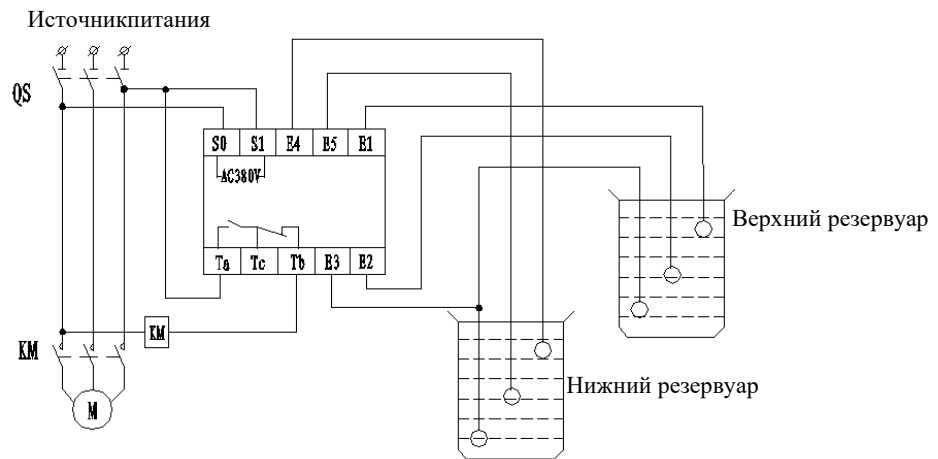 Источникпитания
QS
S0 S1 E4 E5 E1
AC380V
Верхний резервуар
Ta Tc Tb E3 E2
KM
KM
Нижний резервуар
M